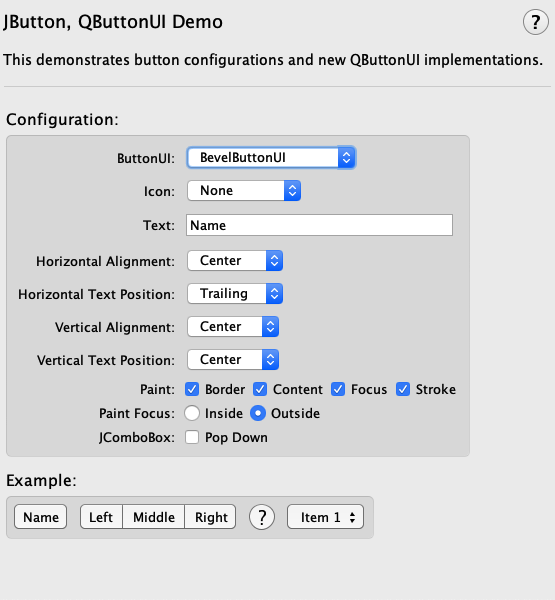 JButton, QButtonUI Demo ?
This demonstrates button configurations and new QButtonUI implementations.
Configuration:
ButtonUI: BevelButtonUI
Icon: None
Text: Name
Horizontal Alignment: Center
Horizontal Text Position: Trailing
Vertical Alignment: Center
Vertical Text Position: Center
Paint: Border Content Focus Stroke
Paint Focus: Inside Outside
JComboBox: Pop Down
Example:
Name Left Middle Right ? Item 1